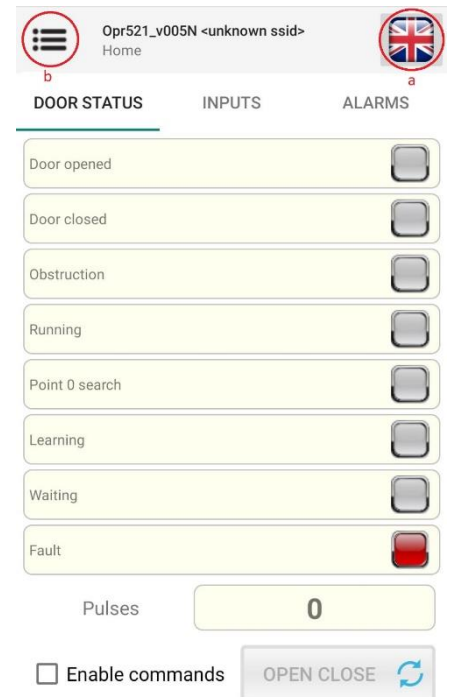 Opr521_v005N <unknown ssid>
Home
b
a
DOOR STATUS INPUTS ALARMS
Door opened
Door closed
Obstruction
Running
Point 0 search
Learning
Waiting
Fault
Pulses 0
Enable commands OPEN CLOSE